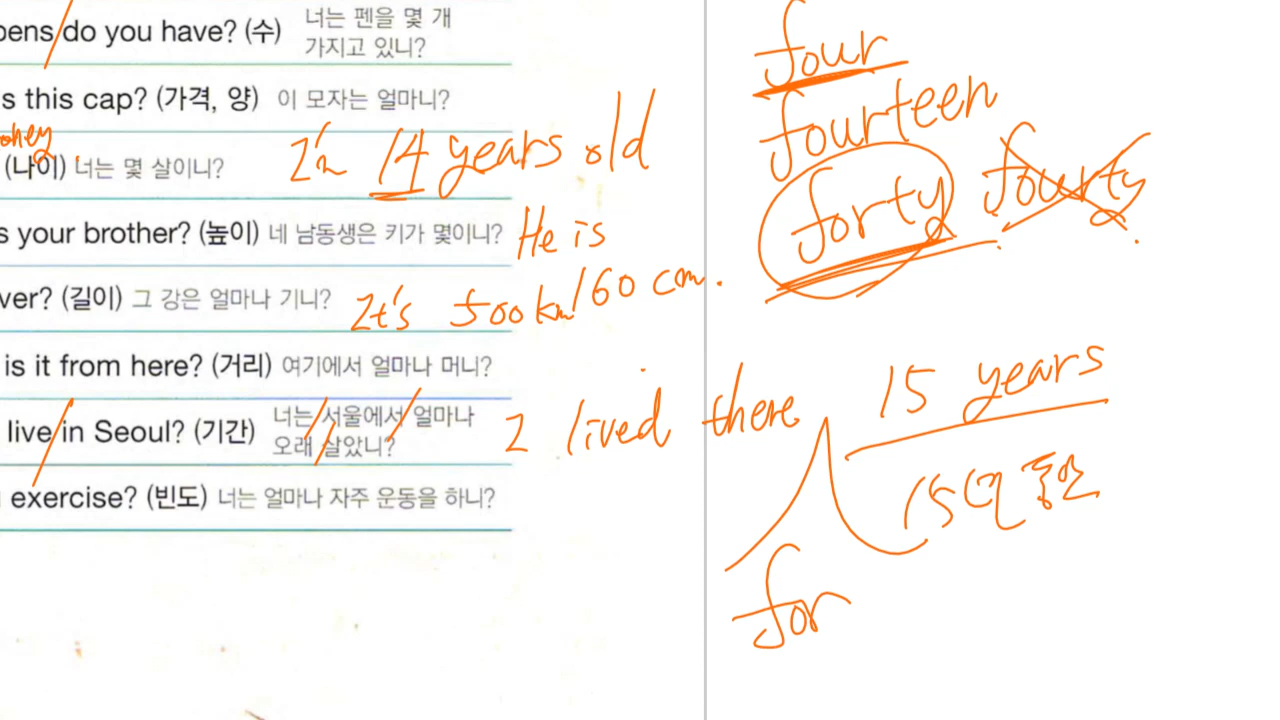 pens do you have? (수) 너는 펜을 몇 개
가지고 있니?
s this cap? (가격, 양) 이 모자는 얼마니?
(나이) 너는 몇 살이니? I'm 14 years old
s your brother? (높이) 네 남동생은 키가 몇이니? He is
160 cm.
ver? (길이) 그 강은 얼마나 기니? It's 500km
is it from here? (거리) 여기에서 얼마나 머니?
live in Seoul? (기간) 너는 서울에서 얼마나
오래 살았니?
I lived there 15 years
exercise? (빈도) 너는 얼마나 자주 운동을 하니?
four
fourteen
forty fourty
15년 동안
for